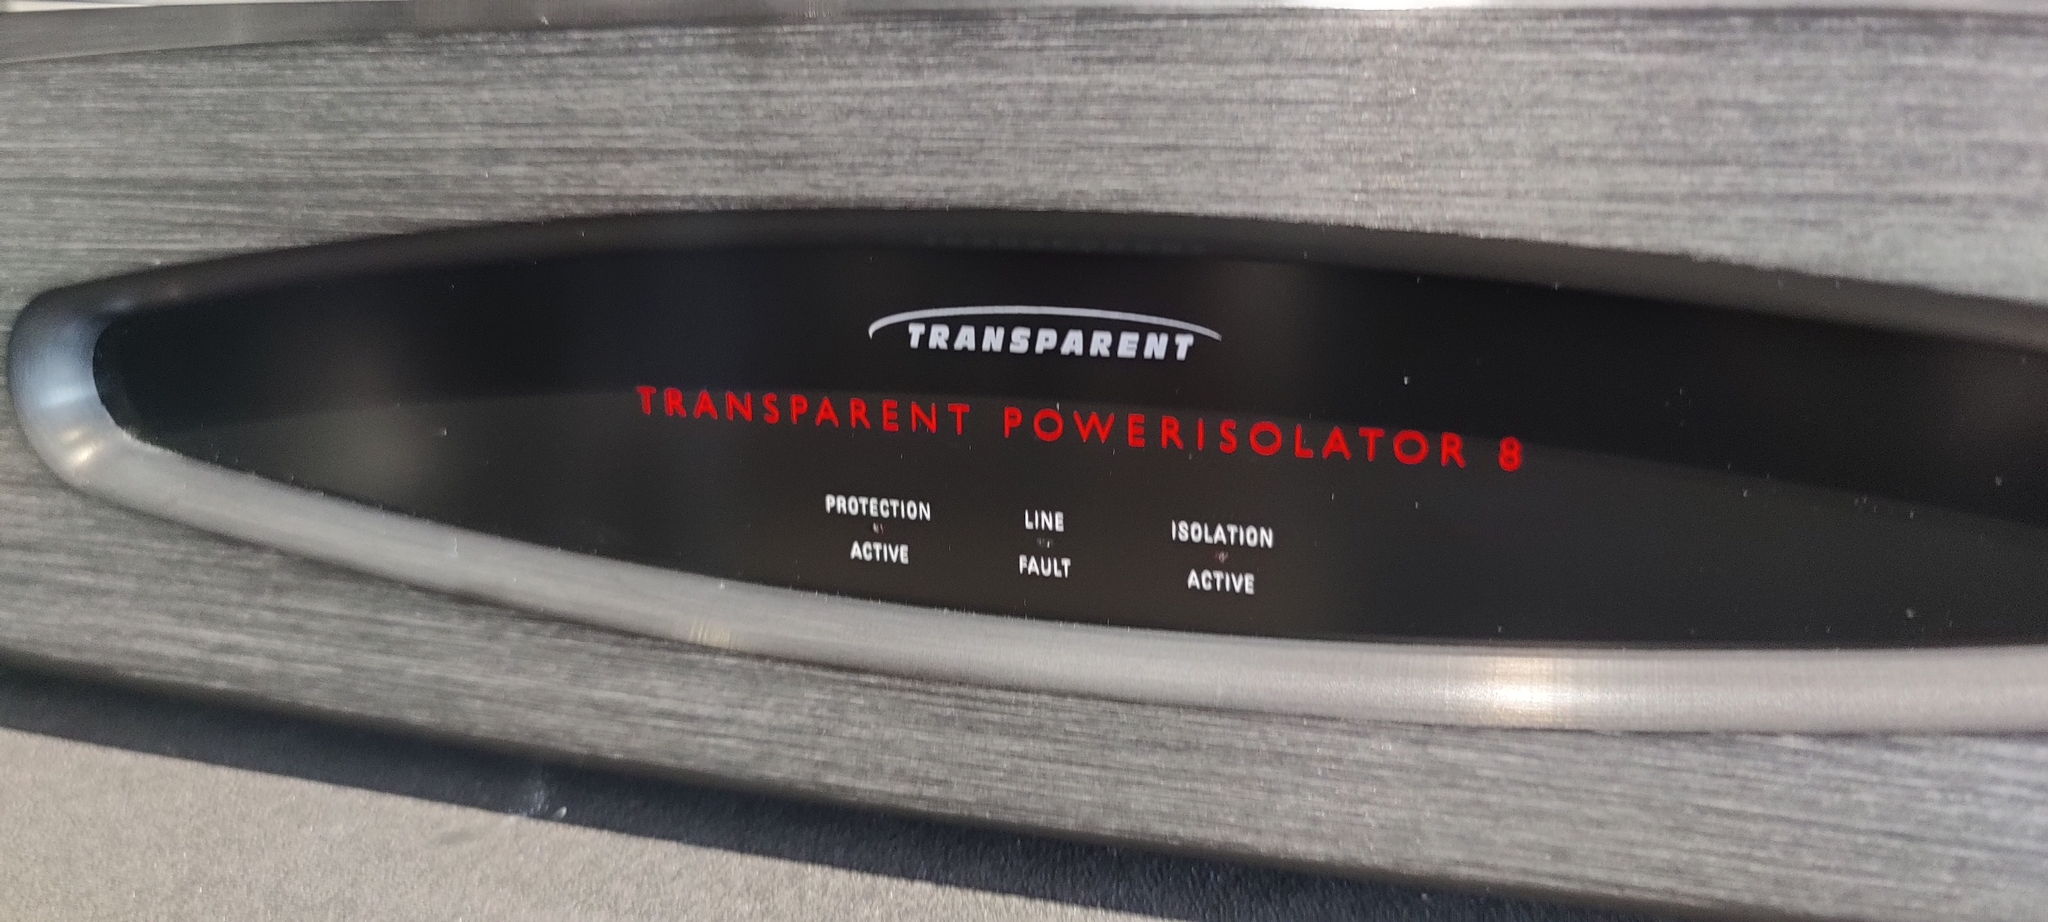 TRANSPARENT
TRANSPARENT POWERISOLATOR 8
PROTECTION LINE ISOLATION
ACTIVE FAULT ACTIVE